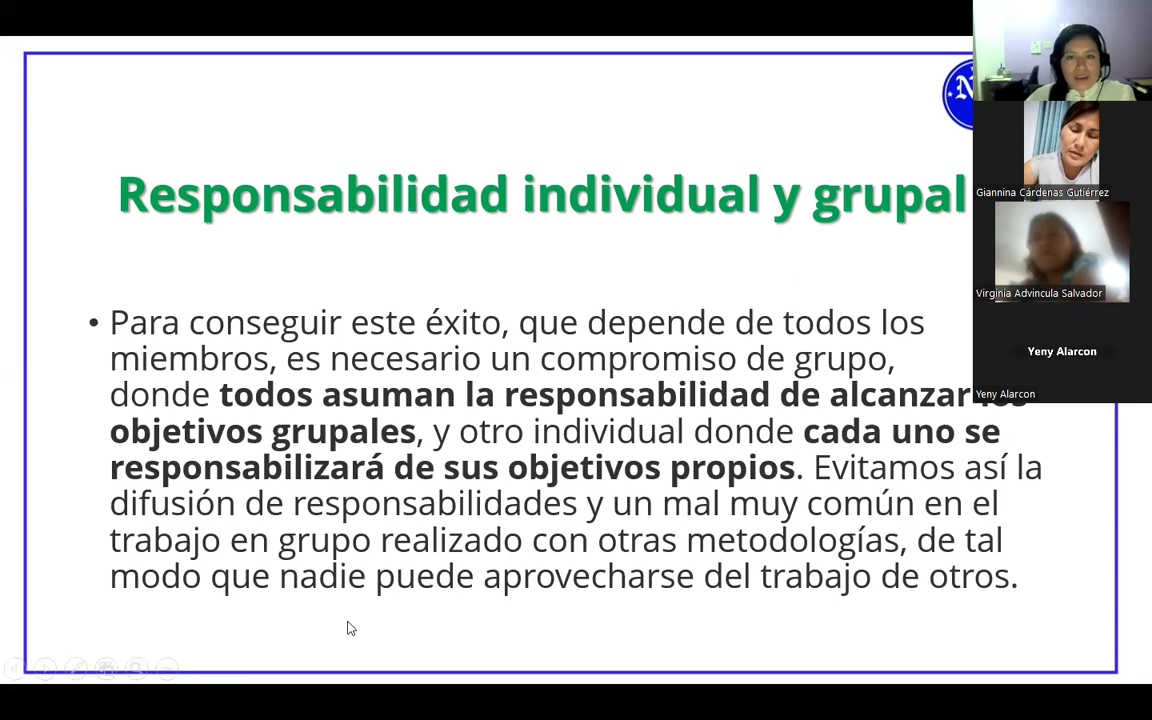 Responsabilidad individual y grupal
• Para conseguir este éxito, que depende de todos los
miembros, es necesario un compromiso de grupo,
donde todos asuman la responsabilidad de alcanzar los
objetivos grupales, y otro individual donde cada uno se
responsabilizará de sus objetivos propios. Evitamos así la
difusión de responsabilidades y un mal muy común en el
trabajo en grupo realizado con otras metodologías, de tal
modo que nadie puede aprovecharse del trabajo de otros.
Giannina Cárdenas Gutiérrez
Virginia Advincula Salvador
Yeny Alarcon
Yeny Alarcon